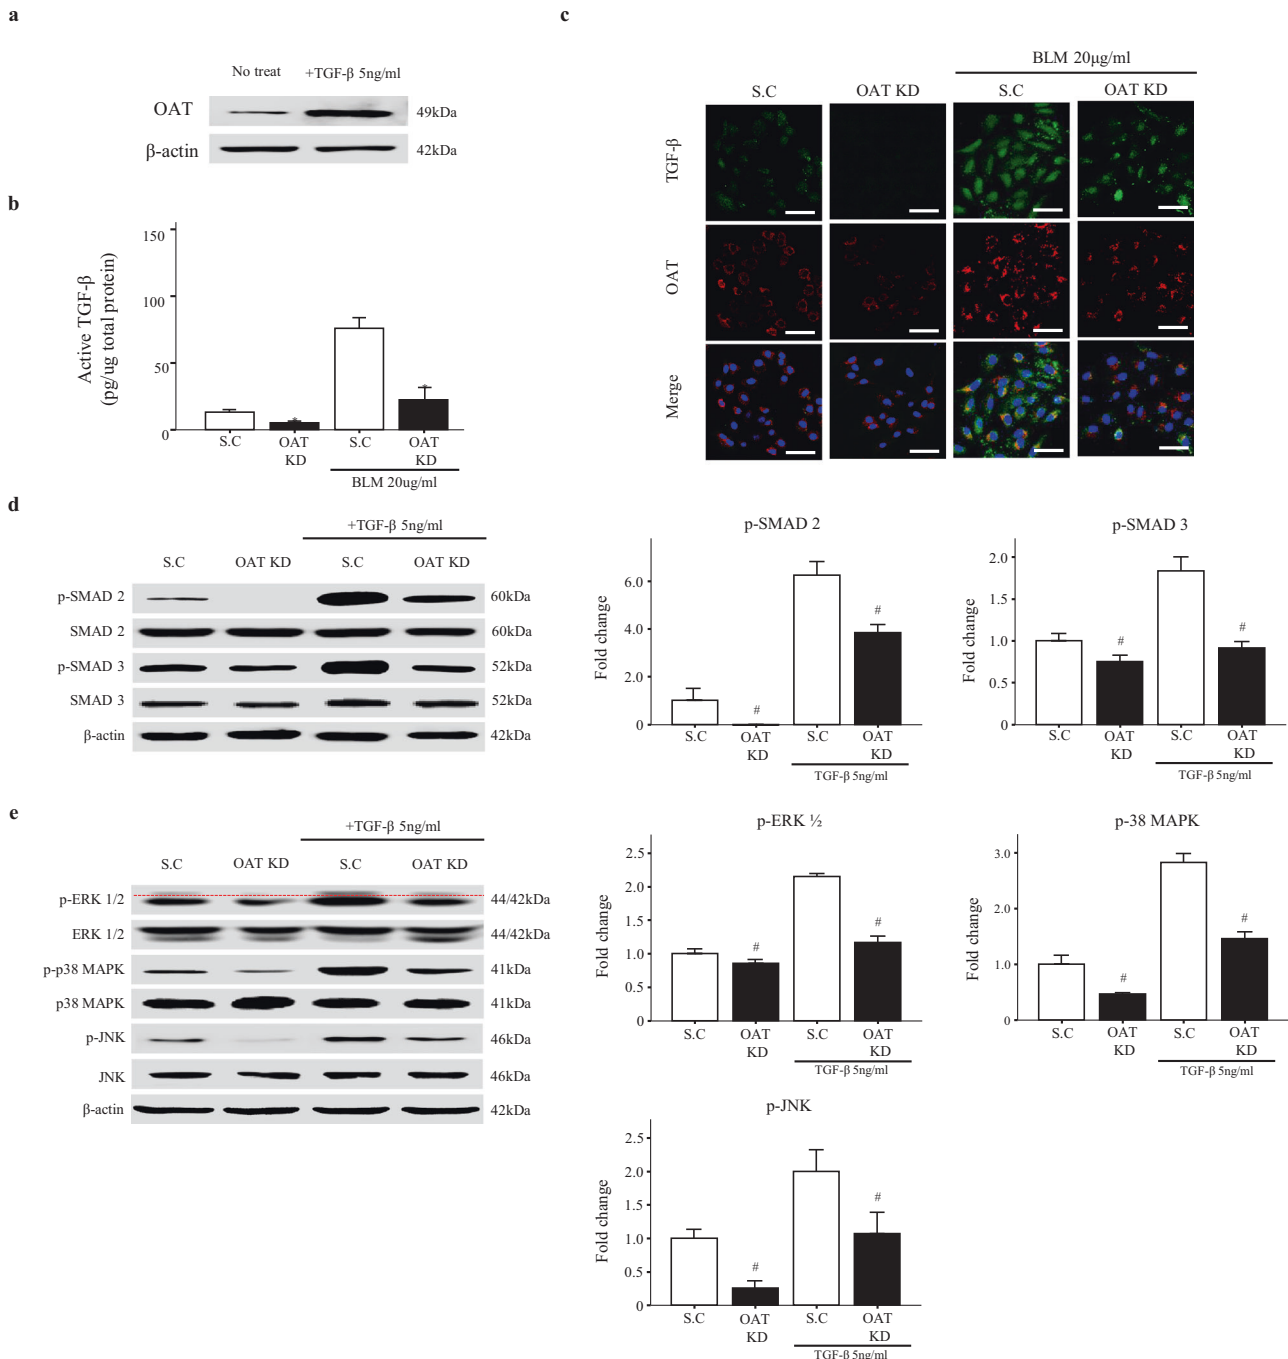 a
No treat +TGF-β 5ng/ml
OAT 49kDa
β-actin 42kDa
b
Active TGF-β
(pg/ug total protein)
150
100
50
0
S.C OAT KD S.C OAT KD
BLM 20ug/ml
c
BLM 20μg/ml
S.C OAT KD S.C OAT KD
TGF-β
OAT
Merge
d
+TGF-β 5ng/ml
S.C OAT KD S.C OAT KD
p-SMAD 2 60kDa
SMAD 2 60kDa
p-SMAD 3 52kDa
SMAD 3 52kDa
β-actin 42kDa
p-SMAD 2
Fold change
6.0
4.0
2.0
0
# #
S.C OAT KD S.C OAT KD
TGF-β 5ng/ml
p-SMAD 3
Fold change
2.0
1.5
1.0
0.5
0
# #
S.C OAT KD S.C OAT KD
TGF-β 5ng/ml
e
+TGF-β 5ng/ml
S.C OAT KD S.C OAT KD
p-ERK 1/2 44/42kDa
ERK 1/2 44/42kDa
p-p38 MAPK 41kDa
p38 MAPK 41kDa
p-JNK 46kDa
JNK 46kDa
β-actin 42kDa
p-ERK ½
Fold change
2.5
2.0
1.5
1.0
0.5
0
# #
S.C OAT KD S.C OAT KD
TGF-β 5ng/ml
p-38 MAPK
Fold change
3.0
2.0
1.0
0
# #
S.C OAT KD S.C OAT KD
TGF-β 5ng/ml
p-JNK
Fold change
2.5
2.0
1.5
1.0
0.5
0
# #
S.C OAT KD S.C OAT KD
TGF-β 5ng/ml